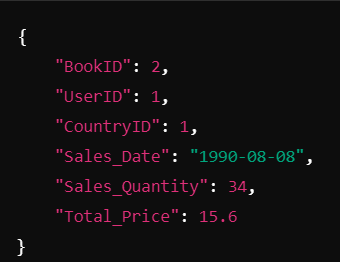 {
"BookID": 2,
"UserID": 1,
"CountryID": 1,
"Sales_Date": "1990-08-08",
"Sales_Quantity": 34,
"Total_Price": 15.6
}